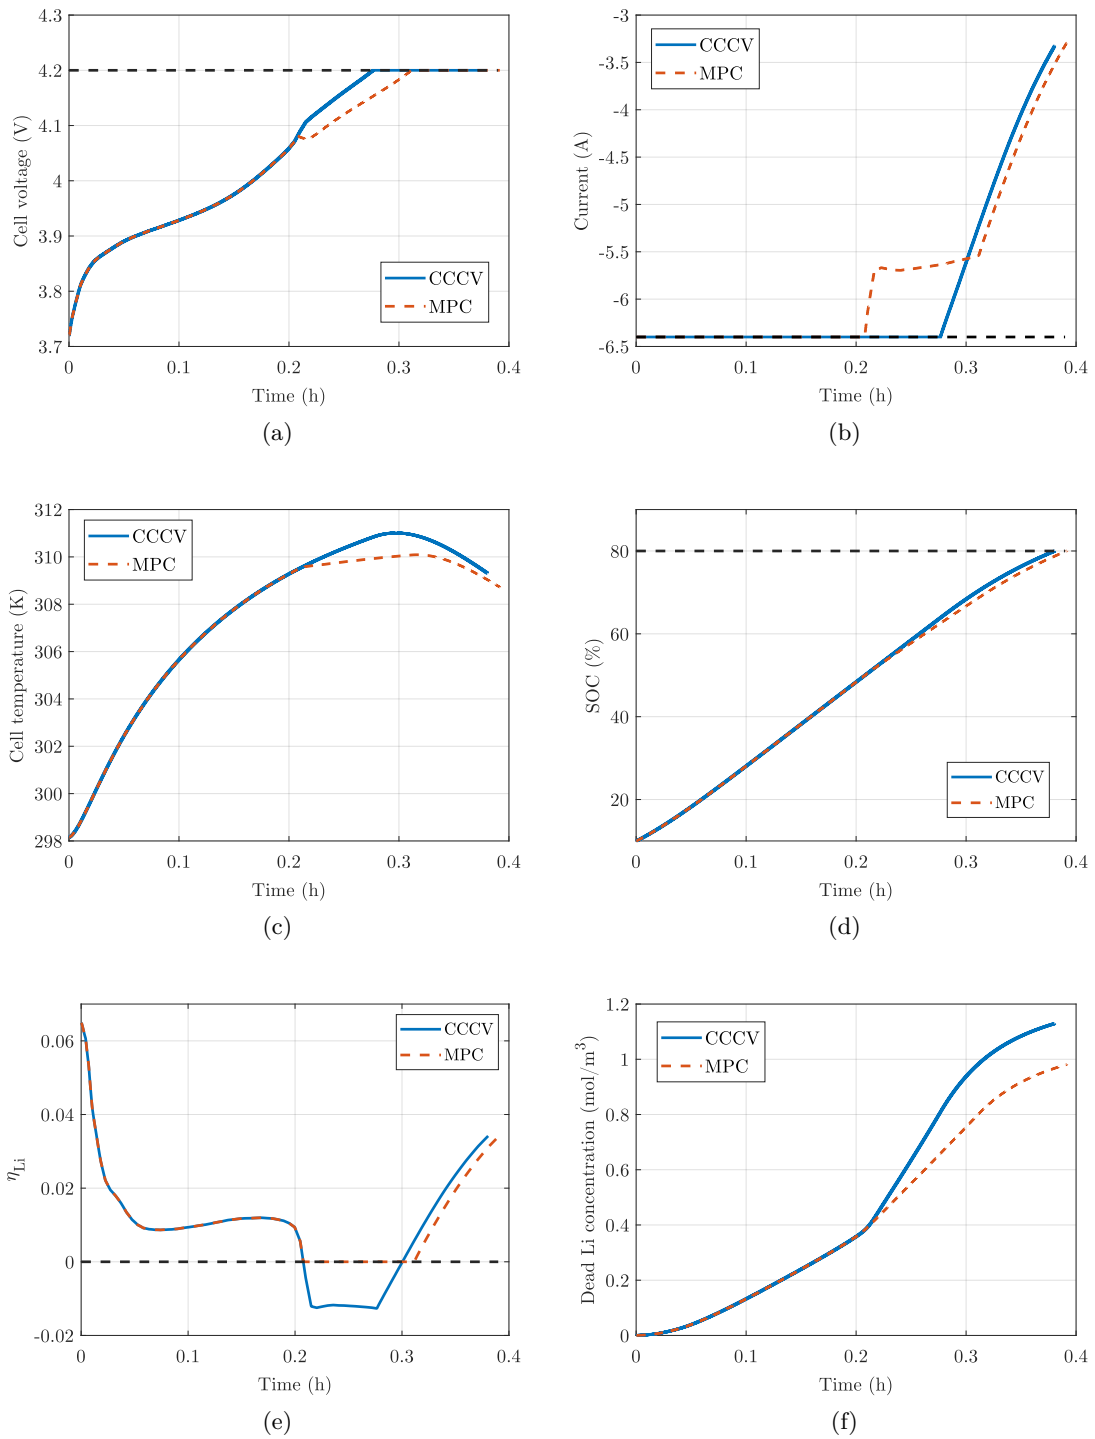 4.3
4.2
4.1
4
3.9
3.8
3.7
Cell voltage (V)
CCCV
MPC
0
0.1
0.2
0.3
0.4
Time (h)
(a)
-3
-3.5
-4
-4.5
-5
-5.5
-6
-6.5
Current (A)
CCCV
MPC
0
0.1
0.2
0.3
0.4
Time (h)
(b)
312
310
308
306
304
302
300
298
Cell temperature (K)
CCCV
MPC
0
0.1
0.2
0.3
0.4
Time (h)
(c)
80
60
40
20
SOC (%)
CCCV
MPC
0
0.1
0.2
0.3
0.4
Time (h)
(d)
0.06
0.04
0.02
0
-0.02
η_Li
CCCV
MPC
0
0.1
0.2
0.3
0.4
Time (h)
(e)
1.2
1
0.8
0.6
0.4
0.2
0
Dead Li concentration (mol/m³)
CCCV
MPC
0
0.1
0.2
0.3
0.4
Time (h)
(f)